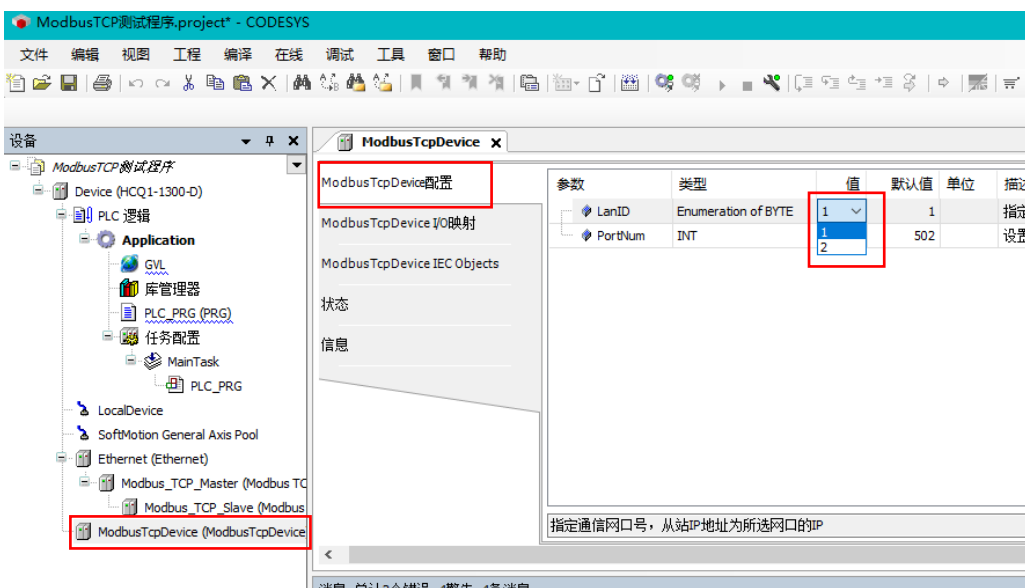 ModbusTCP测试程序.project* - CODESYS
文件 编辑 视图 工程 编译 在线 调试 工具 窗口 帮助
设备
ModbusTcpDevice
ModbusTCP测试程序
Device (HCQ1-1300-D)
PLC 逻辑
Application
GVL
库管理器
PLC_PRG (PRG)
任务配置
MainTask
PLC_PRG
LocalDevice
SoftMotion General Axis Pool
Ethernet (Ethernet)
Modbus_TCP_Master (Modbus TC
Modbus_TCP_Slave (Modbus
ModbusTcpDevice (ModbusTcpDevice
ModbusTcpDevice配置
ModbusTcpDevice I/O映射
ModbusTcpDevice IEC Objects
状态
信息
参数 类型 值 默认值 单位 描述
LanID Enumeration of BYTE 1 1 指定
PortNum INT 502 设置
1
2
指定通信网口号，从站IP地址为所选网口的IP